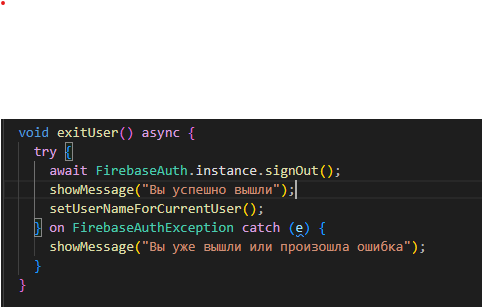 void exitUser() async {
try {
await FirebaseAuth.instance.signOut();
showMessage("Вы успешно вышли");
setUserNameForCurrentUser();
} on FirebaseAuthException catch (e) {
showMessage("Вы уже вышли или произошла ошибка");
}
}